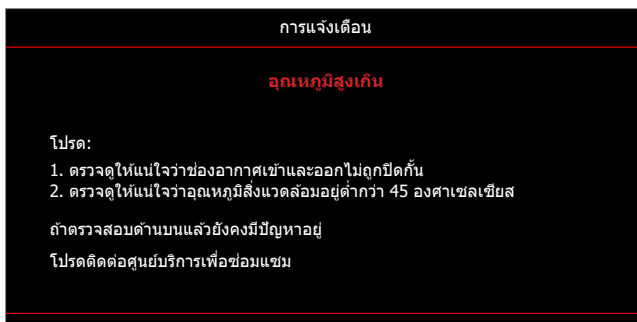 การแจ้งเตือน
อุณหภูมิสูงเกิน
โปรด:
1. ตรวจดูให้แน่ใจว่าช่องอากาศเข้าและออกไม่ถูกปิดกั้น
2. ตรวจดูให้แน่ใจว่าอุณหภูมิสิ่งแวดล้อมอยู่ต่ำกว่า 45 องศาเซลเซียส
ถ้าตรวจสอบด้านบนแล้วยังคงมีปัญหาอยู่
โปรดติดต่อศูนย์บริการเพื่อซ่อมแซม